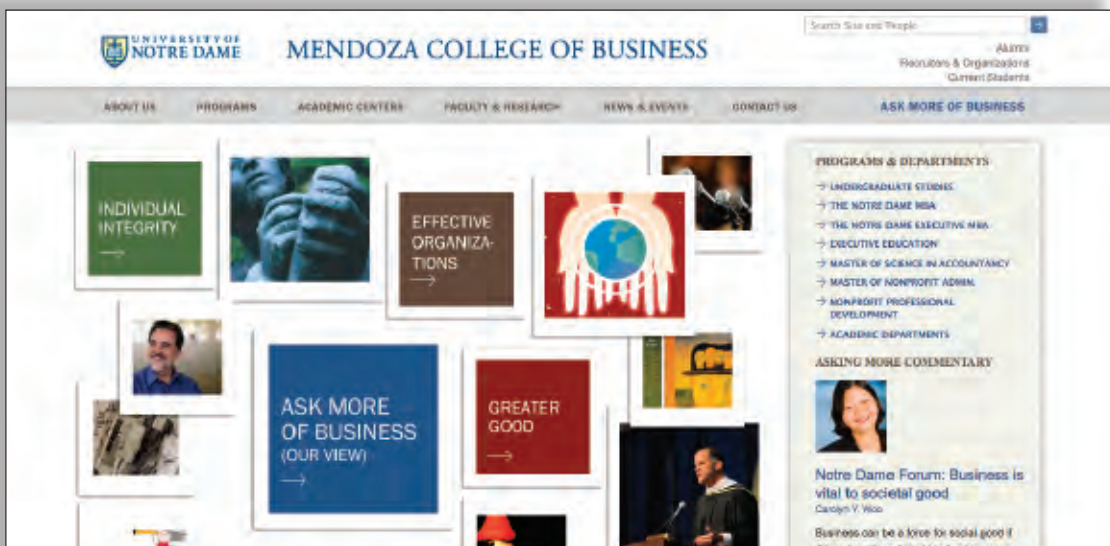 UNIVERSITY OF
NOTRE DAME
MENDOZA COLLEGE OF BUSINESS
Search Site and People
Alumni
Recruiters & Organizations
Current Students
ABOUT US
PROGRAMS
ACADEMIC CENTERS
FACULTY & RESEARCH
NEWS & EVENTS
CONTACT US
ASK MORE OF BUSINESS
INDIVIDUAL
INTEGRITY
EFFECTIVE
ORGANIZA-
TIONS
ASK MORE
OF BUSINESS
(OUR VIEW)
GREATER
GOOD
PROGRAMS & DEPARTMENTS
UNDERGRADUATE STUDIES
THE NOTRE DAME MBA
THE NOTRE DAME EXECUTIVE MBA
EXECUTIVE EDUCATION
MASTER OF SCIENCE IN ACCOUNTANCY
MASTER OF NONPROFIT ADMIN.
NONPROFIT PROFESSIONAL
DEVELOPMENT
ACADEMIC DEPARTMENTS
ASKING MORE COMMENTARY
Notre Dame Forum: Business is
vital to societal good
Carolyn Y. Woo
Business can be a force for social good if